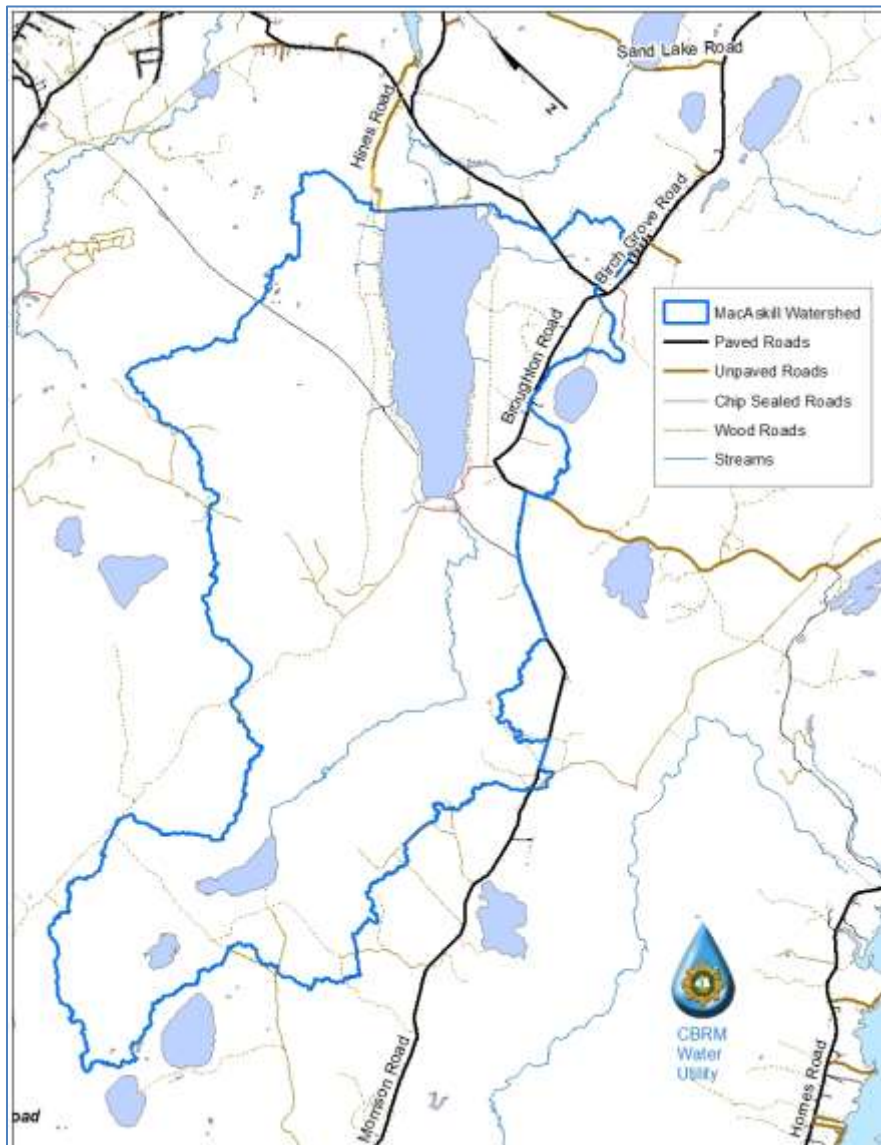 Sand Lake Road
Hines Road
N
Birch Grove Road
Broughton Road
MacAskill Watershed
Paved Roads
Unpaved Roads
Chip Sealed Roads
Wood Roads
Streams
CBRM
Water
Utility
Morrison Road
Homes Road
oad